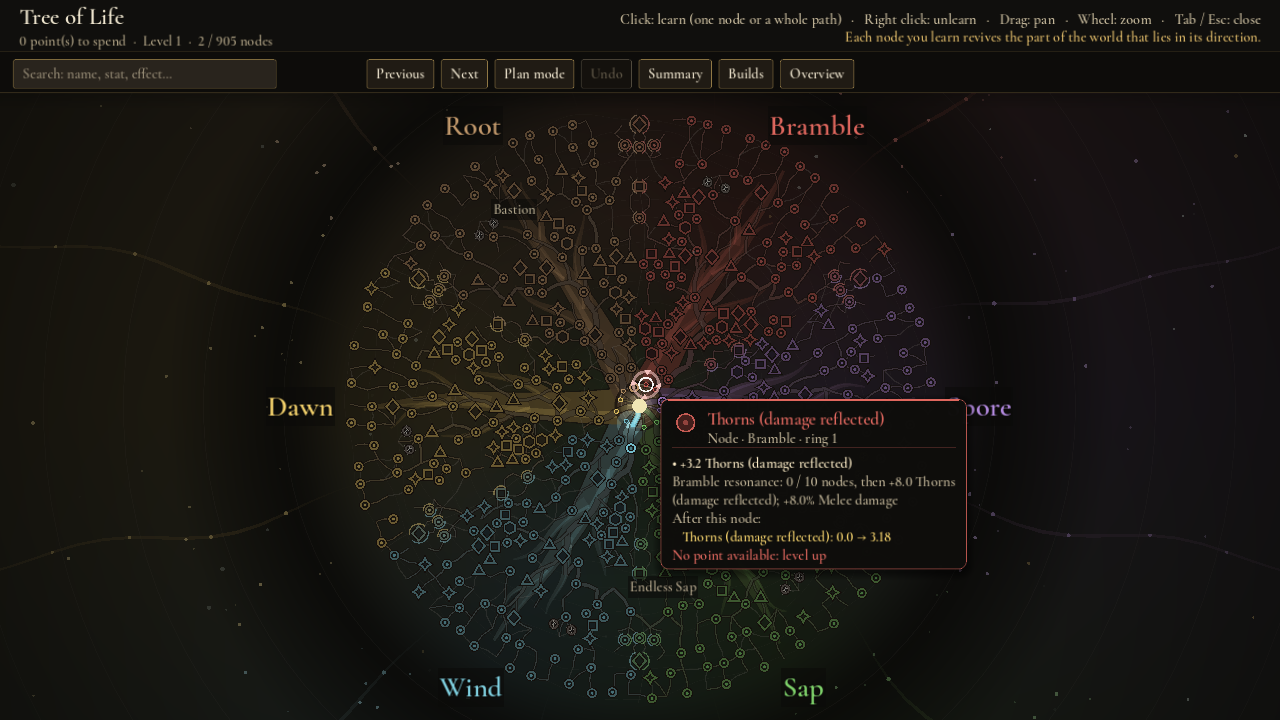 Tree of Life
0 point(s) to spend · Level 1 · 2 / 905 nodes
Click: learn (one node or a whole path) · Right click: unlearn · Drag: pan · Wheel: zoom · Tab / Esc: close
Each node you learn revives the part of the world that lies in its direction.
Search: name, stat, effect...
Previous
Next
Plan mode
Undo
Summary
Builds
Overview
Root
Bramble
Bastion
Dawn
pore
Thorns (damage reflected)
Node · Bramble · ring 1
• +3.2 Thorns (damage reflected)
Bramble resonance: 0 / 10 nodes, then +8.0 Thorns
(damage reflected); +8.0% Melee damage
After this node:
Thorns (damage reflected): 0.0 → 3.18
No point available: level up
Endless Sap
Wind
Sap